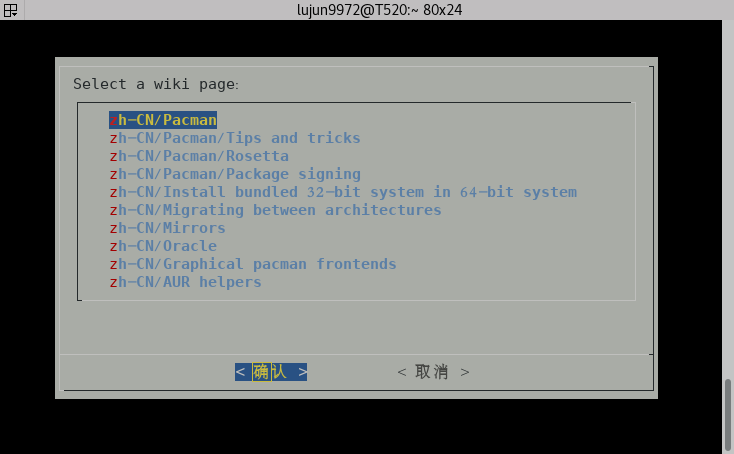 lujun9972@T520:~ 80x24
Select a wiki page:
zh-CN/Pacman
zh-CN/Pacman/Tips and tricks
zh-CN/Pacman/Rosetta
zh-CN/Pacman/Package signing
zh-CN/Install bundled 32-bit system in 64-bit system
zh-CN/Migrating between architectures
zh-CN/Mirrors
zh-CN/Oracle
zh-CN/Graphical pacman frontends
zh-CN/AUR helpers
< 确认 > < 取消 >